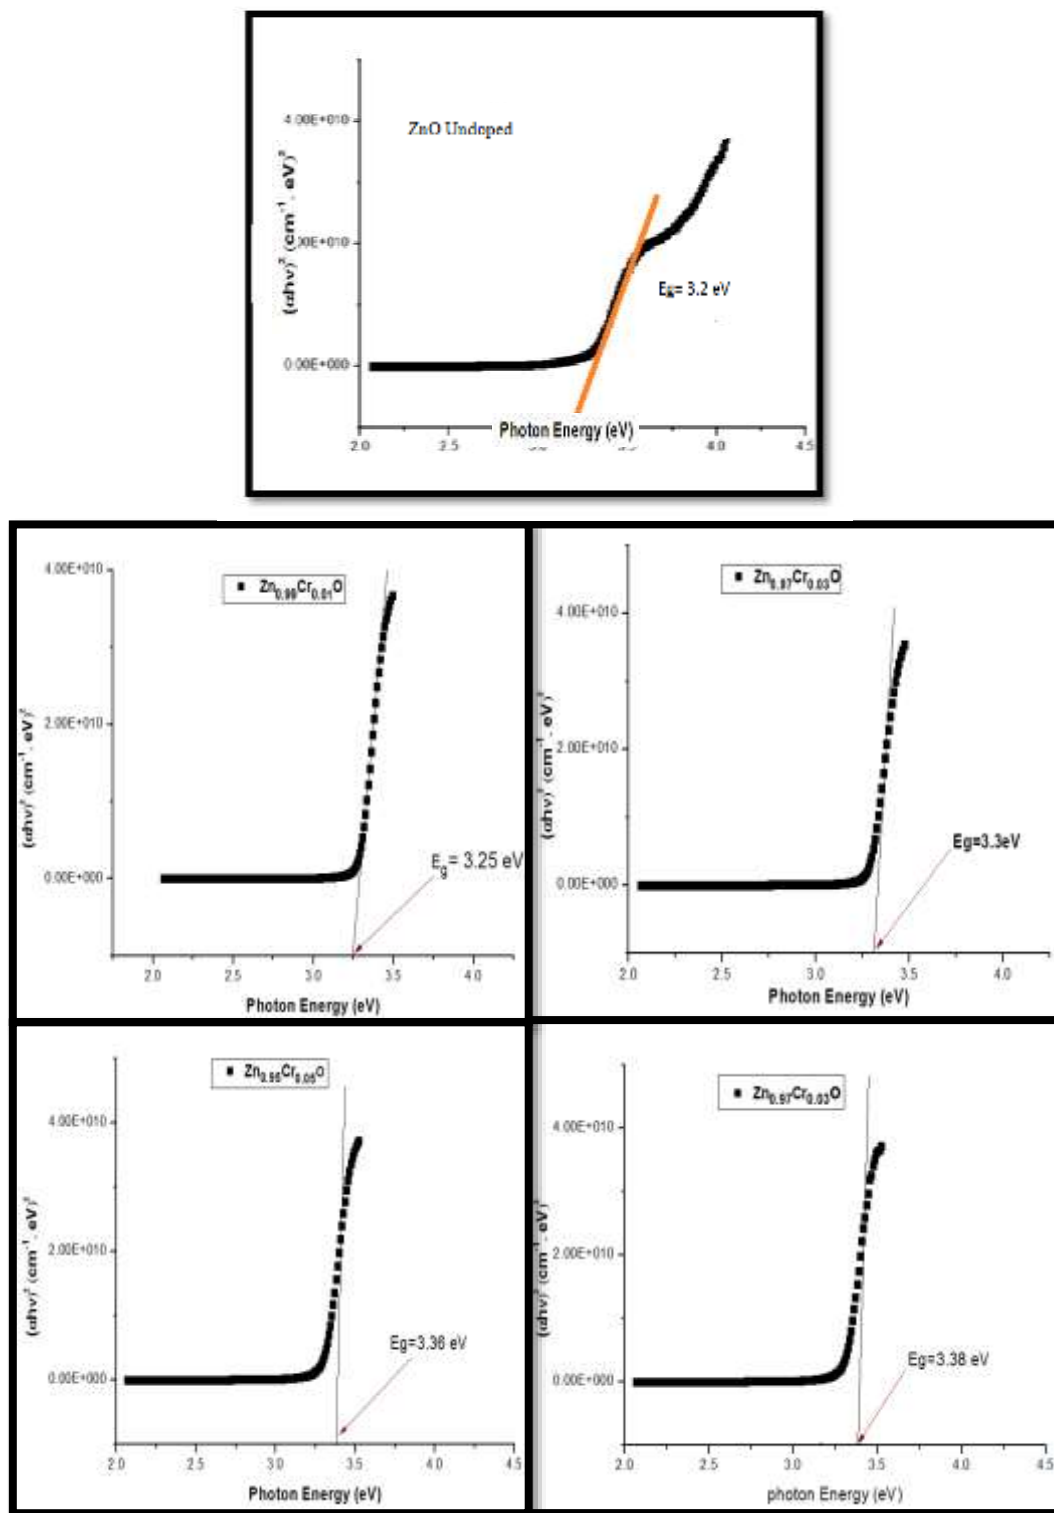 4.00E+010
ZnO Undoped
(αhν)² (cm⁻¹. eV)²
.00E+010
Eg= 3.2 eV
0.00E+000
Photon Energy (eV)
2.0 2.5 4.0 4.5
4.00E+010
Zn0.99Cr0.01O
2.00E+010
(αhν)² (cm⁻¹. eV)²
Eg = 3.25 eV
0.00E+000
2.0 2.5 3.0 3.5 4.0
Photon Energy (eV)
Zn0.97Cr0.03O
4.00E+010
(αhν)² (cm⁻¹. eV)²
2.00E+010
Eg=3.3eV
0.00E+000
2.0 2.5 3.0 3.5 4.0
Photon Energy (eV)
Zn0.95Cr0.05O
4.00E+010
(αhν)² (cm⁻¹. eV)²
2.00E+010
Eg=3.36 eV
0.00E+000
2.0 2.5 3.0 3.5 4.0 4.5
Photon Energy (eV)
Zn0.97Cr0.03O
4.00E+010
(αhν)² (cm⁻¹. eV)²
2.00E+010
Eg=3.38 eV
0.00E+000
2.0 2.5 3.0 3.5 4.0 4.5
photon Energy (eV)